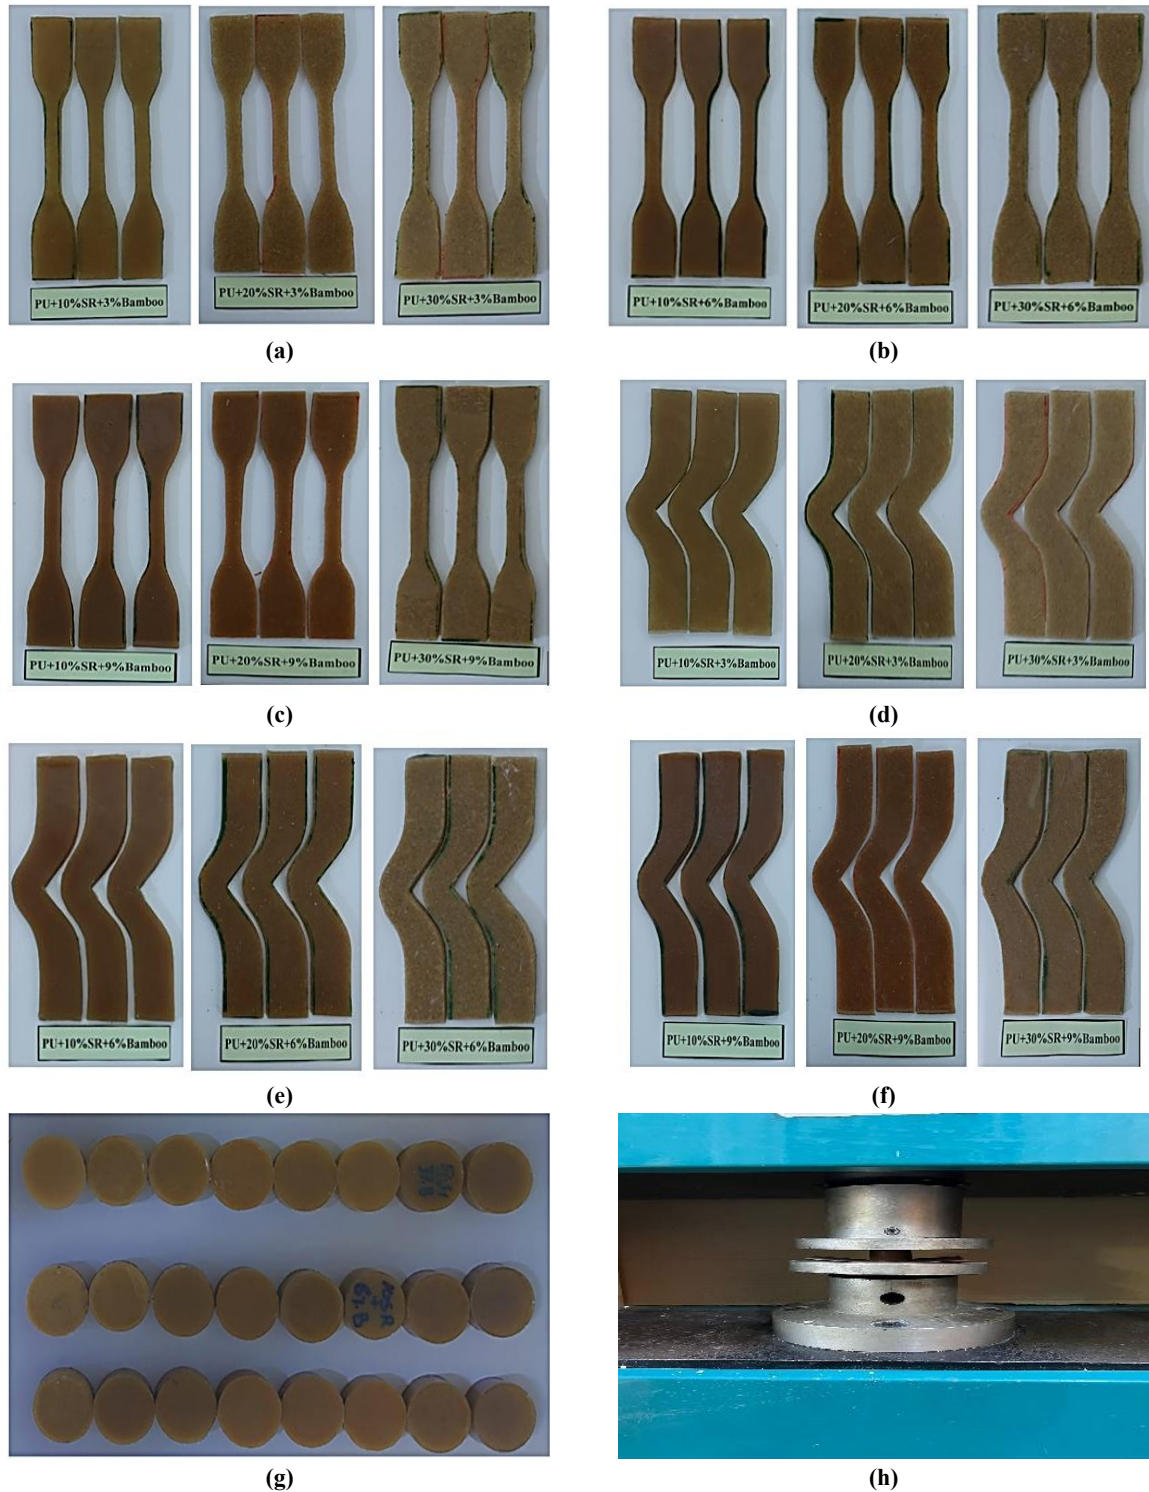 PU+10%SR+3%Bamboo
PU+20%SR+3%Bamboo
PU+30%SR+3%Bamboo
(a)
PU+10%SR+6%Bamboo
PU+20%SR+6%Bamboo
PU+30%SR+6%Bamboo
(b)
PU+10%SR+9%Bamboo
PU+20%SR+9%Bamboo
PU+30%SR+9%Bamboo
(c)
PU+10%SR+3%Bamboo
PU+20%SR+3%Bamboo
PU+30%SR+3%Bamboo
(d)
PU+10%SR+6%Bamboo
PU+20%SR+6%Bamboo
PU+30%SR+6%Bamboo
(e)
PU+10%SR+9%Bamboo
PU+20%SR+9%Bamboo
PU+30%SR+9%Bamboo
(f)
(g)
(h)